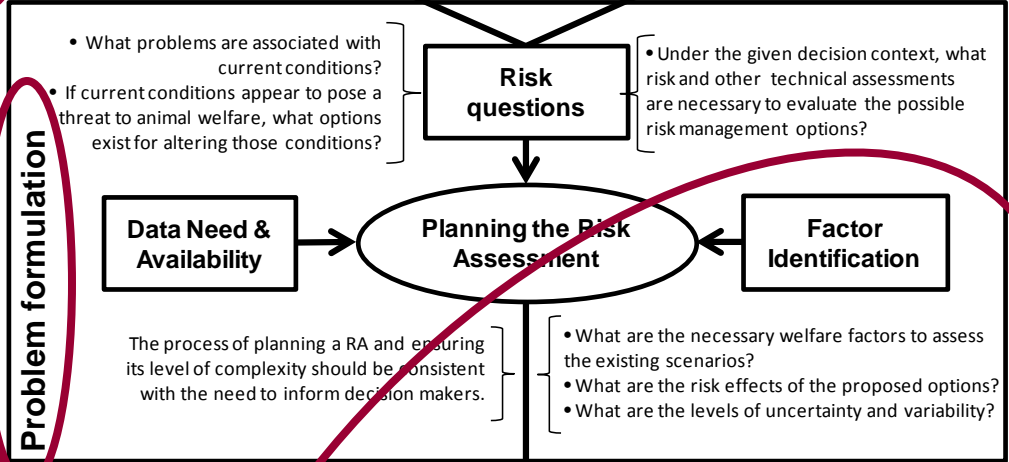 • What problems are associated with
current conditions?
• If current conditions appear to pose a
threat to animal welfare, what options
exist for altering those conditions?
Risk
questions
• Under the given decision context, what
risk and other technical assessments
are necessary to evaluate the possible
risk management options?
Problem formulation
Data Need &
Availability
Planning the Risk
Assessment
Factor
Identification
The process of planning a RA and ensuring
its level of complexity should be consistent
with the need to inform decision makers.
• What are the necessary welfare factors to assess
the existing scenarios?
• What are the risk effects of the proposed options?
• What are the levels of uncertainty and variability?